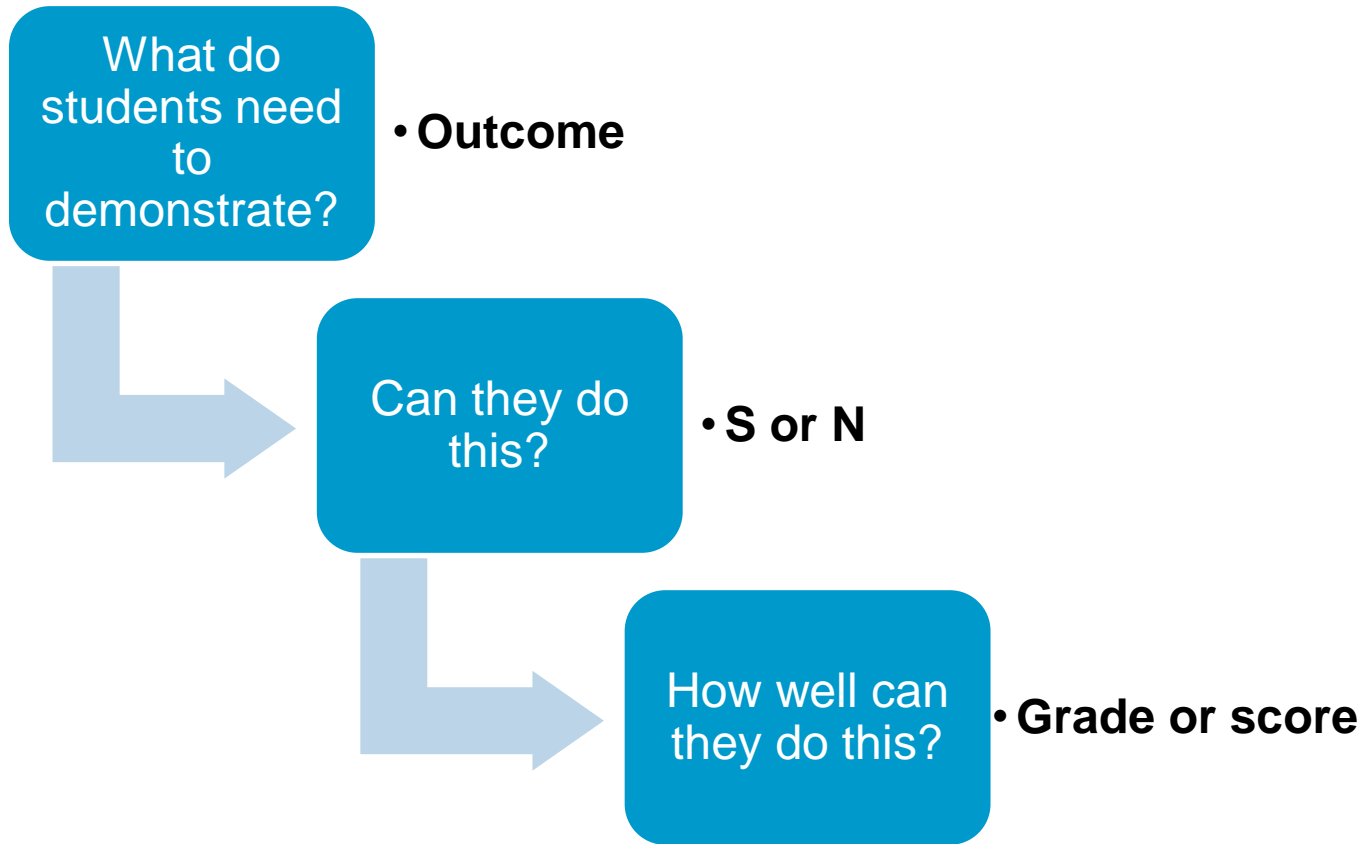 What do
students need
to
demonstrate?
• Outcome
Can they do
this?
• S or N
How well can
they do this?
• Grade or score